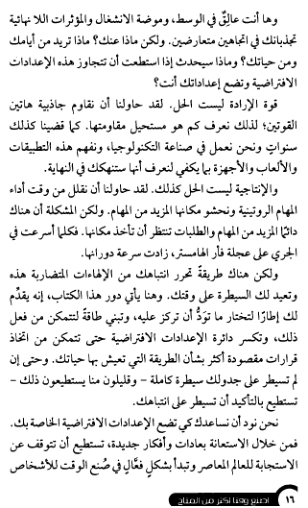 وها أنت عالقٌ في الوسط، وموضة الانشغال والمؤثرات اللا نهائية
تجذبانك في اتجاهين متعارضين. ولكن ماذا عنك؟ ماذا تريد من أيامك
ومن حياتك؟ وماذا سيحدث إذا استطعت أن تتجاوز هذه الإعدادات
الافتراضية وتضع إعداداتك أنت؟
قوة الإرادة ليست الحل. لقد حاولنا أن نقاوم جاذبية هاتين
القوتين؛ لذلك نعرف كم هو مستحيل مقاومتها. كما قضينا كذلك
سنواتٍ ونحن نعمل في صناعة التكنولوجيا، ونفهم هذه التطبيقات
والألعاب والأجهزة بما يكفي لنعرف أنها ستنهكك في النهاية.
والإنتاجية ليست الحل كذلك. لقد حاولنا أن نقلل من وقت أداء
المهام الروتينية ونحشو مكانها المزيد من المهام. ولكن المشكلة أن هناك
دائمًا المزيد من المهام والطلبات تنتظر أن تأخذ مكانها. فكلما أسرعت في
الجري على عجلة فأر الهامستر، زادت سرعة دورانها.
ولكن هناك طريقةٌ تحرر انتباهك من الإلهاءات المتضاربة هذه
وتعيد لك السيطرة على وقتك. وهنا يأتي دور هذا الكتاب، إنه يقدِّم
لك إطارًا لتختار ما تَوَدُّ أن تركز عليه، وتبني طاقةً لتتمكن من فعل
ذلك، وتكسر دائرة الإعدادات الافتراضية حتى تتمكن من اتخاذ
قرارات مقصودة أكثر بشأن الطريقة التي تعيش بها حياتك. وحتى إن
لم تسيطر على جدولك سيطرة كاملة – وقليلون منا يستطيعون ذلك –
تستطيع بالتأكيد أن تسيطر على انتباهك.
نحن نود أن نساعدك كي تضع الإعدادات الافتراضية الخاصة بك.
فمن خلال الاستعانة بعادات وأفكار جديدة، تستطيع أن تتوقف عن
الاستجابة للعالم المعاصر وتبدأ بشكلٍ فعَّال في صُنع الوقت للأشخاص
١٦ اصنع وقتا أكثر من المتاح